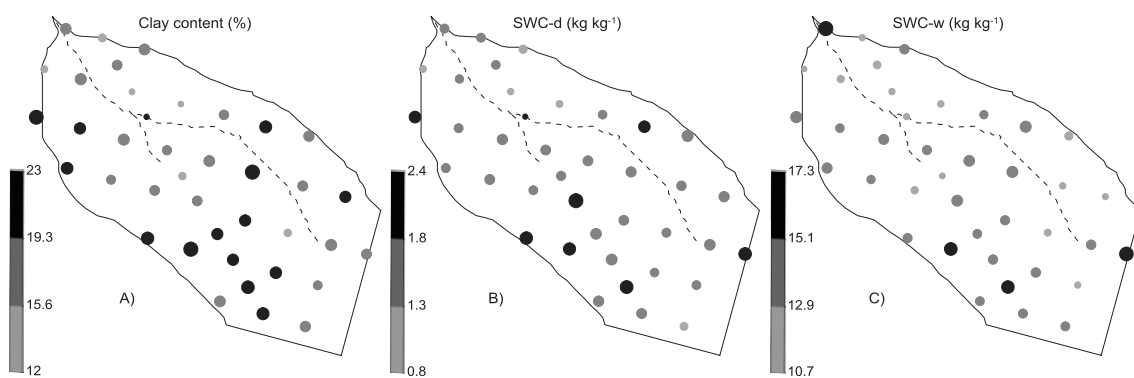 Clay content (%)
SWC-d (kg kg-1)
SWC-w (kg kg-1)
23
19.3
15.6
12
A)
2.4
1.8
1.3
0.8
B)
17.3
15.1
12.9
10.7
C)